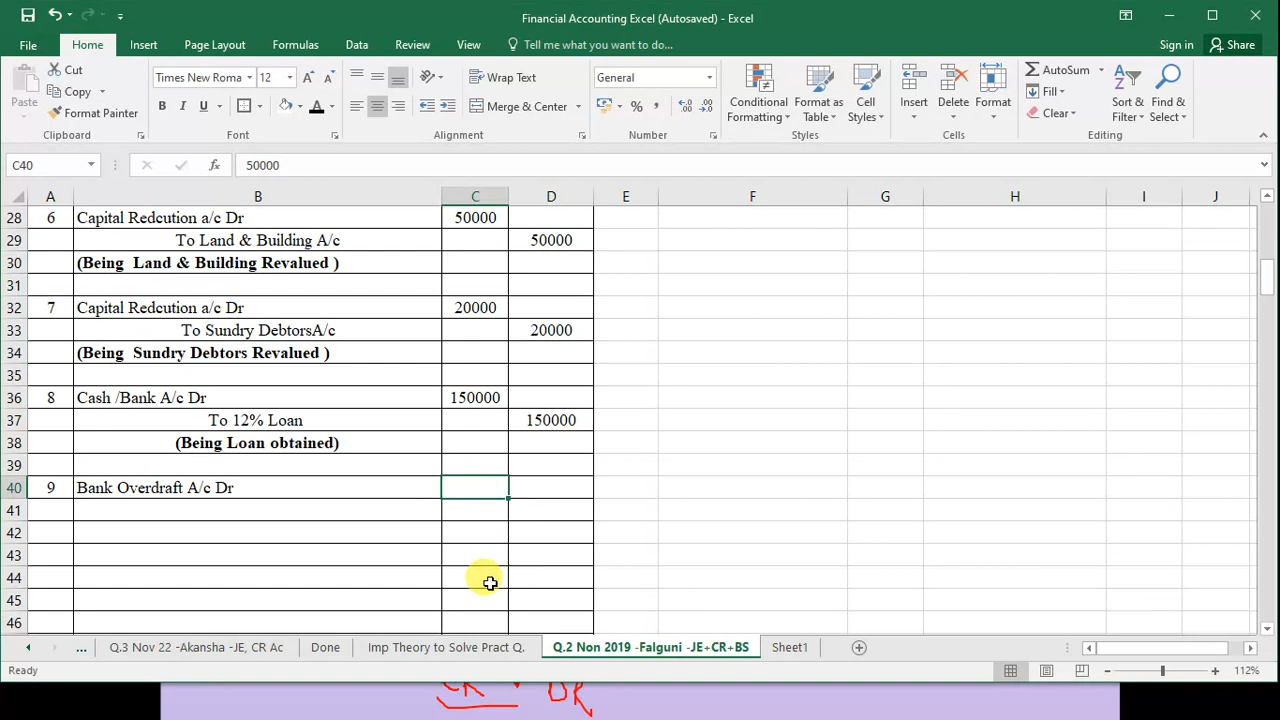 Financial Accounting Excel (Autosaved) - Excel
File Home Insert Page Layout Formulas Data Review View Tell me what you want to do... Sign in Share
Paste Cut Copy Format Painter Clipboard
Times New Roma 12 B I U A Font
Wrap Text Merge & Center Alignment
General % , Number
Conditional Formatting Format as Table Cell Styles Styles
Insert Delete Format Cells
AutoSum Fill Clear Sort & Filter Find & Select Editing
C40 fx 50000
A B C D E F G H I J
28 6 Capital Redcution a/c Dr 50000
29 To Land & Building A/c 50000
30 (Being Land & Building Revalued )
31
32 7 Capital Redcution a/c Dr 20000
33 To Sundry DebtorsA/c 20000
34 (Being Sundry Debtors Revalued )
35
36 8 Cash /Bank A/c Dr 150000
37 To 12% Loan 150000
38 (Being Loan obtained)
39
40 9 Bank Overdraft A/c Dr
41
42
43
44
45
46
... Q.3 Nov 22 -Akansha -JE, CR Ac Done Imp Theory to Solve Pract Q. Q.2 Non 2019 -Falguni -JE+CR+BS Sheet1
Ready 112%
DR